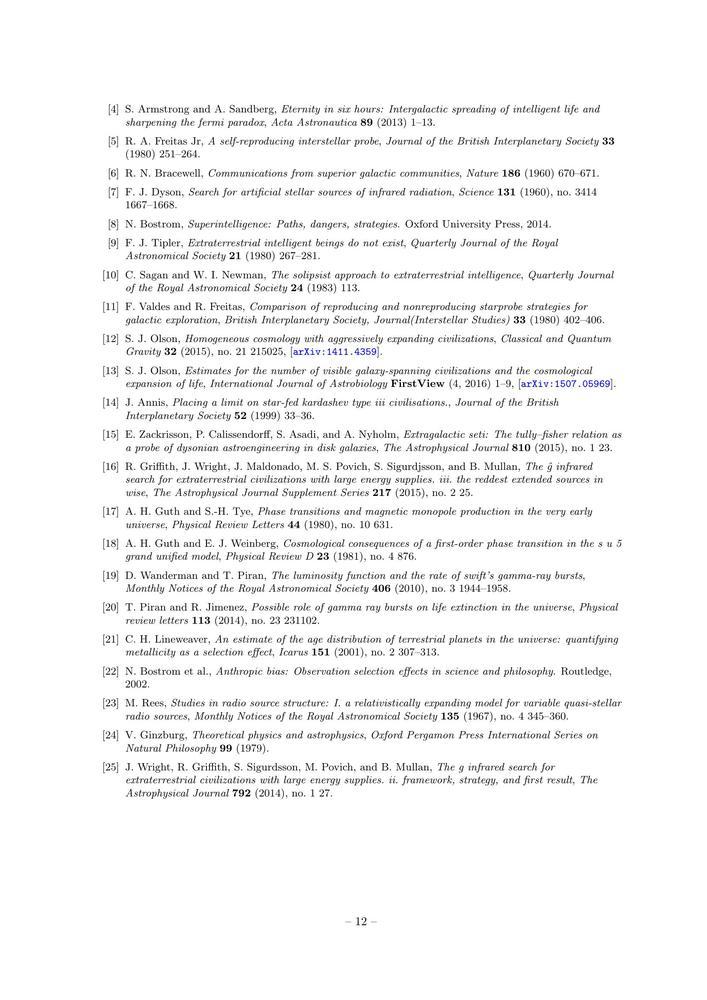 [4] S. Armstrong and A. Sandberg, Eternity in six hours: Intergalactic spreading of intelligent life and
sharpening the fermi paradox, Acta Astronautica 89 (2013) 1–13.
[5] R. A. Freitas Jr, A self-reproducing interstellar probe, Journal of the British Interplanetary Society 33
(1980) 251–264.
[6] R. N. Bracewell, Communications from superior galactic communities, Nature 186 (1960) 670–671.
[7] F. J. Dyson, Search for artificial stellar sources of infrared radiation, Science 131 (1960), no. 3414
1667–1668.
[8] N. Bostrom, Superintelligence: Paths, dangers, strategies. Oxford University Press, 2014.
[9] F. J. Tipler, Extraterrestrial intelligent beings do not exist, Quarterly Journal of the Royal
Astronomical Society 21 (1980) 267–281.
[10] C. Sagan and W. I. Newman, The solipsist approach to extraterrestrial intelligence, Quarterly Journal
of the Royal Astronomical Society 24 (1983) 113.
[11] F. Valdes and R. Freitas, Comparison of reproducing and nonreproducing starprobe strategies for
galactic exploration, British Interplanetary Society, Journal(Interstellar Studies) 33 (1980) 402–406.
[12] S. J. Olson, Homogeneous cosmology with aggressively expanding civilizations, Classical and Quantum
Gravity 32 (2015), no. 21 215025, [arXiv:1411.4359].
[13] S. J. Olson, Estimates for the number of visible galaxy-spanning civilizations and the cosmological
expansion of life, International Journal of Astrobiology FirstView (4, 2016) 1–9, [arXiv:1507.05969].
[14] J. Annis, Placing a limit on star-fed kardashev type iii civilisations., Journal of the British
Interplanetary Society 52 (1999) 33–36.
[15] E. Zackrisson, P. Calissendorff, S. Asadi, and A. Nyholm, Extragalactic seti: The tully–fisher relation as
a probe of dysonian astroengineering in disk galaxies, The Astrophysical Journal 810 (2015), no. 1 23.
[16] R. Griffith, J. Wright, J. Maldonado, M. S. Povich, S. Sigurdjsson, and B. Mullan, The ĝ infrared
search for extraterrestrial civilizations with large energy supplies. iii. the reddest extended sources in
wise, The Astrophysical Journal Supplement Series 217 (2015), no. 2 25.
[17] A. H. Guth and S.-H. Tye, Phase transitions and magnetic monopole production in the very early
universe, Physical Review Letters 44 (1980), no. 10 631.
[18] A. H. Guth and E. J. Weinberg, Cosmological consequences of a first-order phase transition in the s u 5
grand unified model, Physical Review D 23 (1981), no. 4 876.
[19] D. Wanderman and T. Piran, The luminosity function and the rate of swift's gamma-ray bursts,
Monthly Notices of the Royal Astronomical Society 406 (2010), no. 3 1944–1958.
[20] T. Piran and R. Jimenez, Possible role of gamma ray bursts on life extinction in the universe, Physical
review letters 113 (2014), no. 23 231102.
[21] C. H. Lineweaver, An estimate of the age distribution of terrestrial planets in the universe: quantifying
metallicity as a selection effect, Icarus 151 (2001), no. 2 307–313.
[22] N. Bostrom et al., Anthropic bias: Observation selection effects in science and philosophy. Routledge,
2002.
[23] M. Rees, Studies in radio source structure: I. a relativistically expanding model for variable quasi-stellar
radio sources, Monthly Notices of the Royal Astronomical Society 135 (1967), no. 4 345–360.
[24] V. Ginzburg, Theoretical physics and astrophysics, Oxford Pergamon Press International Series on
Natural Philosophy 99 (1979).
[25] J. Wright, R. Griffith, S. Sigurdsson, M. Povich, and B. Mullan, The g infrared search for
extraterrestrial civilizations with large energy supplies. ii. framework, strategy, and first result, The
Astrophysical Journal 792 (2014), no. 1 27.
– 12 –